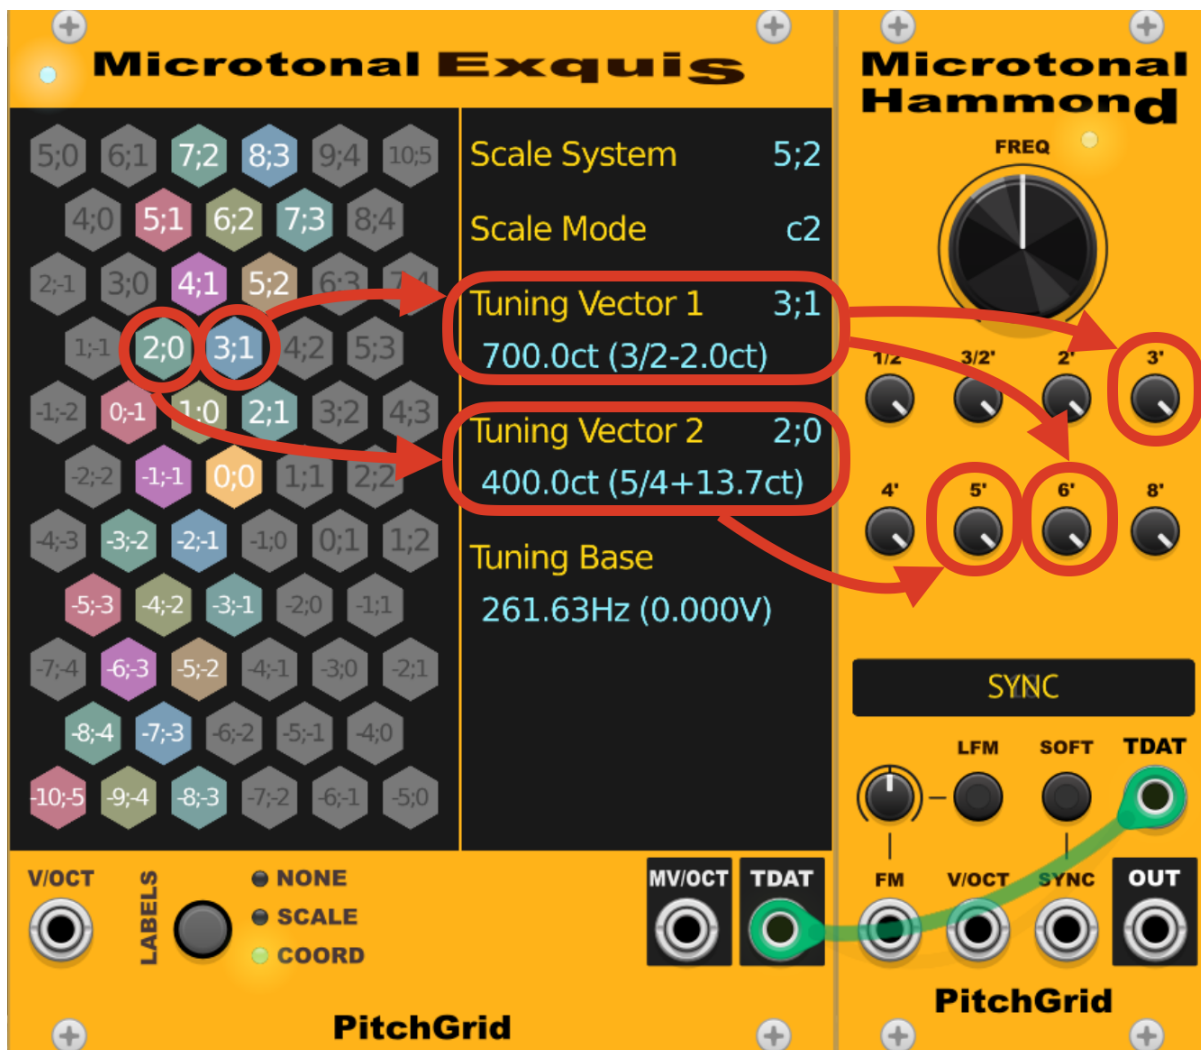 Microtonal Exquis
Microtonal
Hammond
5;0 6;1 7;2 8;3 9;4 10;5
4;0 5;1 6;2 7;3 8;4
2;-1 3;0 4;1 5;2 6;3 7;4
1;-1 2;0 3;1 4;2 5;3
-1;-2 0;-1 1;0 2;1 3;2 4;3
-2;-2 -1;-1 0;0 1;1 2;2
-4;-3 -3;-2 -2;-1 -1;0 0;1 1;2
-5;-3 -4;-2 -3;-1 -2;0 -1;1
-7;-4 -6;-3 -5;-2 -4;-1 -3;0 -2;1
-8;-4 -7;-3 -6;-2 -5;-1 -4;0
-10;-5 -9;-4 -8;-3 -7;-2 -6;-1 -5;0
Scale System 5;2
Scale Mode c2
Tuning Vector 1 3;1
700.0ct (3/2-2.0ct)
Tuning Vector 2 2;0
400.0ct (5/4+13.7ct)
Tuning Base
261.63Hz (0.000V)
FREQ
1/2' 3/2' 2' 3'
4' 5' 6' 8'
SYNC
LFM SOFT TDAT
FM V/OCT SYNC OUT
V/OCT
LABELS
NONE
SCALE
COORD
MV/OCT TDAT
PitchGrid
PitchGrid